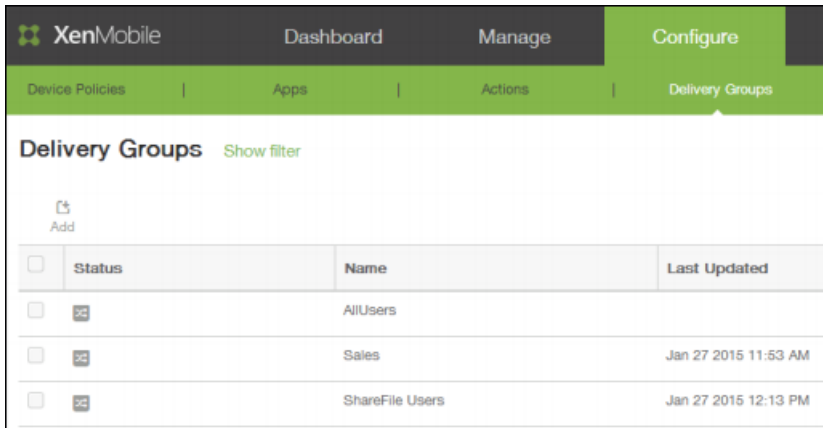 XenMobile Dashboard Manage Configure
Device Policies | Apps | Actions | Delivery Groups
Delivery Groups Show filter
Add
Status Name Last Updated
AllUsers
Sales Jan 27 2015 11:53 AM
ShareFile Users Jan 27 2015 12:13 PM